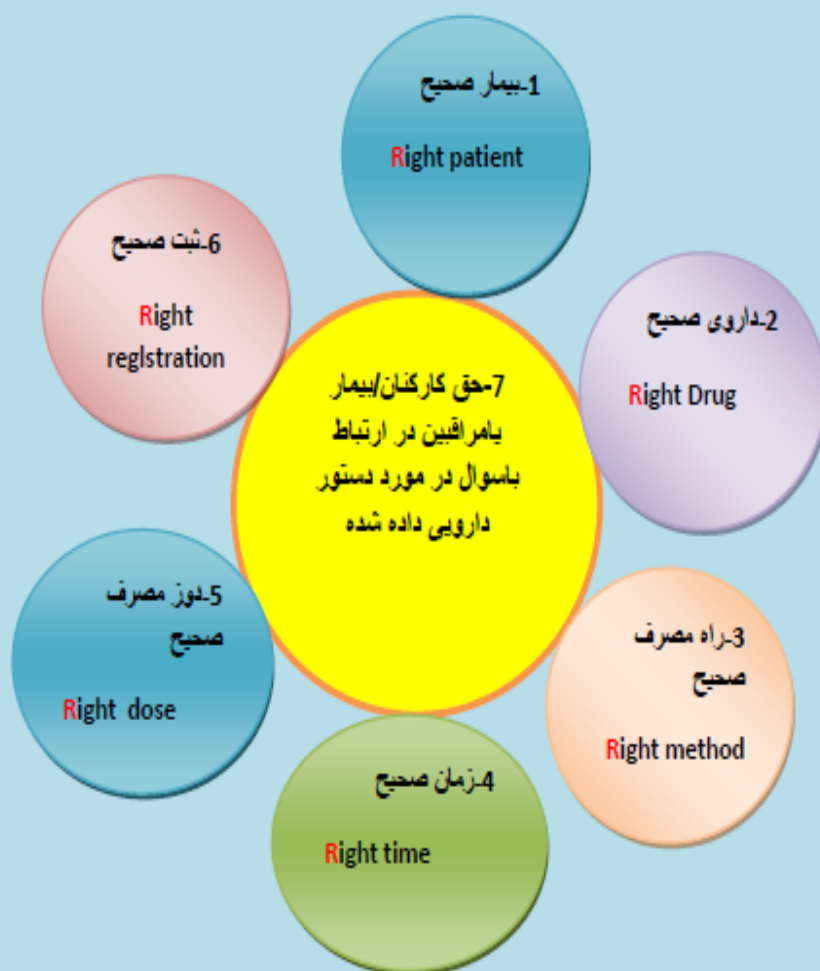 1-بیمار صحیح
Right patient
2-داروی صحیح
Right Drug
3-راه مصرف
صحیح
Right method
4-زمان صحیح
Right time
5-دوز مصرف
صحیح
Right dose
6-ثبت صحیح
Right
reglstration
7-حق کارکنان/بیمار
یامراقبین در ارتباط
باسوال در مورد دستور
دارویی داده شده